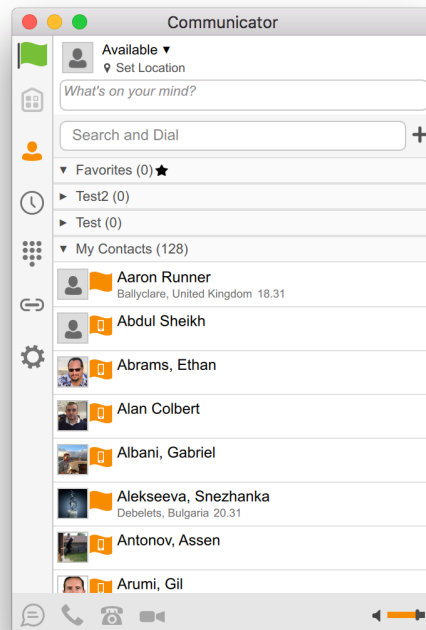 Communicator
Available ▼
Set Location
What's on your mind?
Search and Dial
▼ Favorites (0)★
► Test2 (0)
► Test (0)
▼ My Contacts (128)
Aaron Runner
Ballyclare, United Kingdom 18.31
Abdul Sheikh
Abrams, Ethan
Alan Colbert
Albani, Gabriel
Alekseeva, Snezhanka
Debelets, Bulgaria 20.31
Antonov, Assen
Arumi, Gil